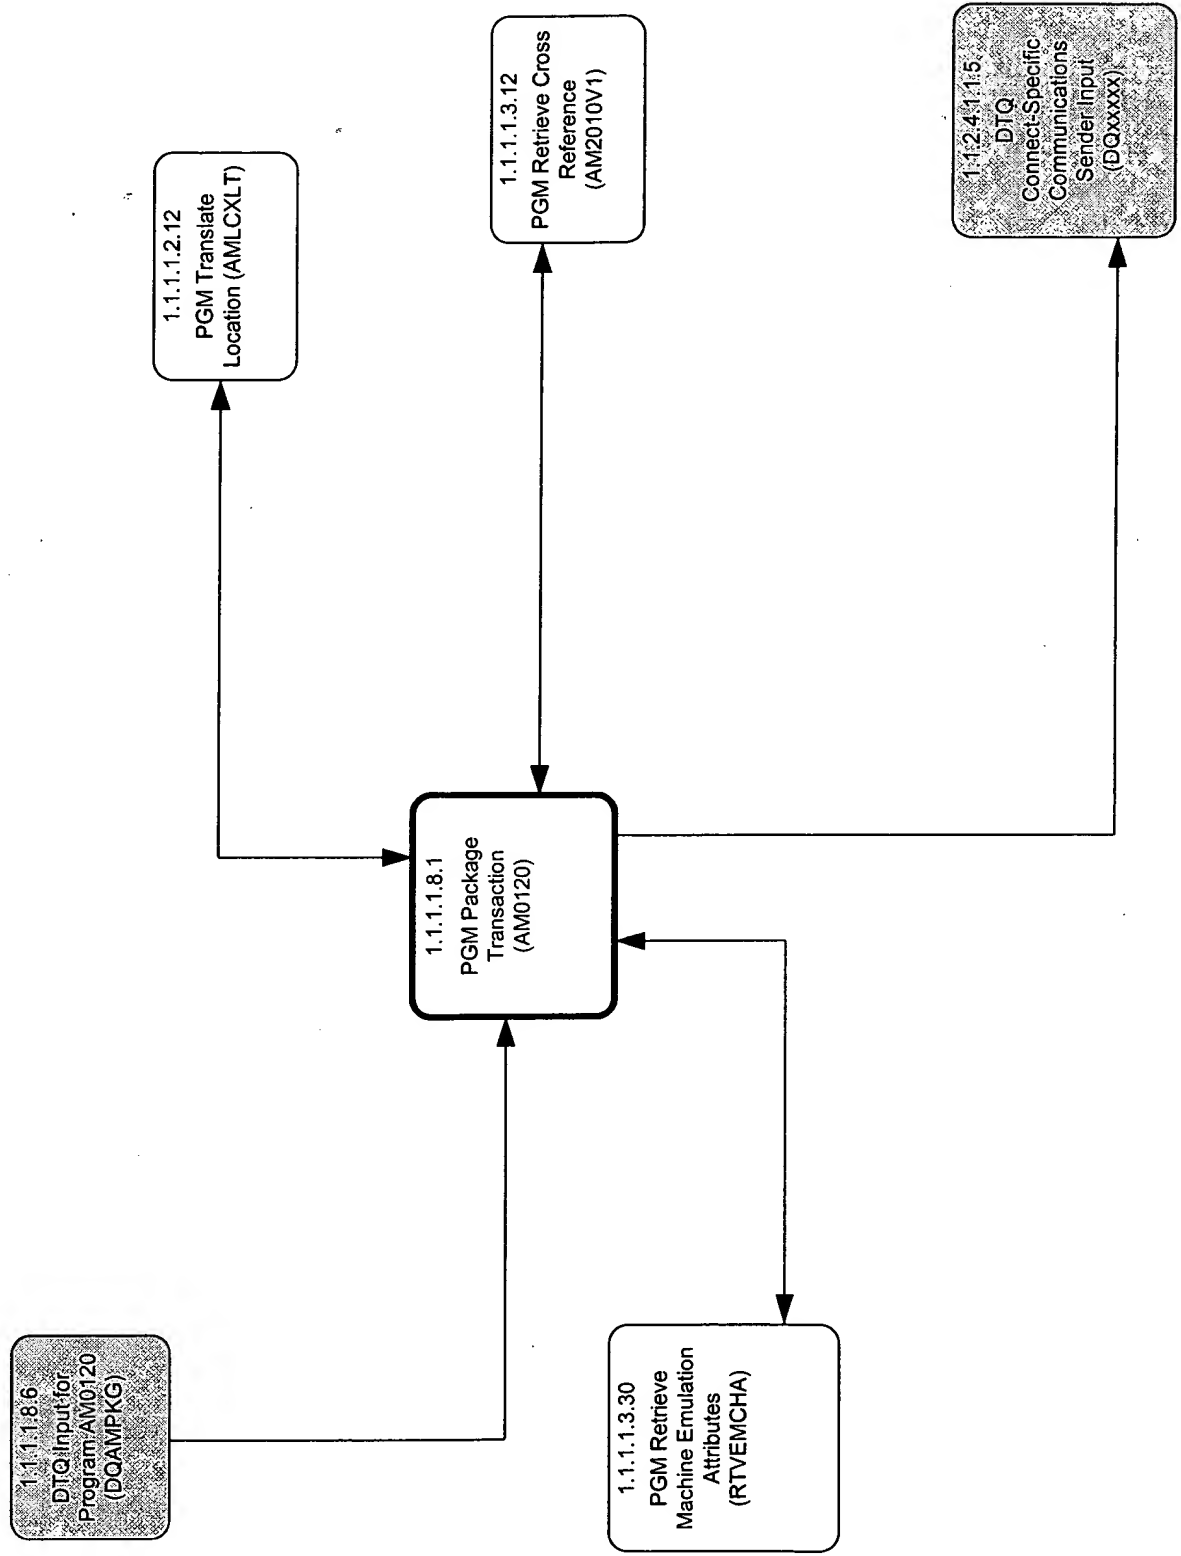 1.1.1.1.8.6
DTQ Input for
Program AM0120
(DQAMPKG)
1.1.1.1.3.30
PGM Retrieve
Machine Emulation
Attributes
(RTVEMCHA)
1.1.1.1.8.1
PGM Package
Transaction
(AM0120)
1.1.1.1.2.12
PGM Translate
Location (AMLCXLT)
1.1.1.1.3.12
PGM Retrieve Cross
Reference
(AM2010V1)
1.1.2.4.1.1.5
DTQ
Connect-Specific
Communications
Sender Input
(DQxxxxx)